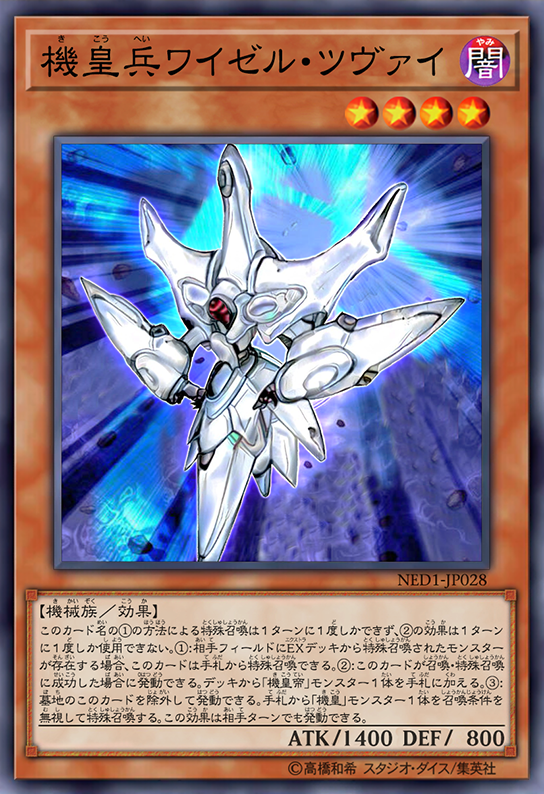 機皇兵ワイゼル・ツヴァイ 闇
NED1-JP028
【機械族／効果】
このカード名の①の方法による特殊召喚は１ターンに１度しかできず、②の効果は１ターン
に１度しか使用できない。①：相手フィールドにEXデッキから特殊召喚されたモンスター
が存在する場合、このカードは手札から特殊召喚できる。②：このカードが召喚・特殊召喚
に成功した場合に発動できる。デッキから「機皇帝」モンスター１体を手札に加える。③：
墓地のこのカードを除外して発動できる。手札から「機皇」モンスター１体を召喚条件を
無視して特殊召喚する。この効果は相手ターンでも発動できる。
ATK/1400 DEF/ 800
©高橋和希 スタジオ・ダイス/集英社